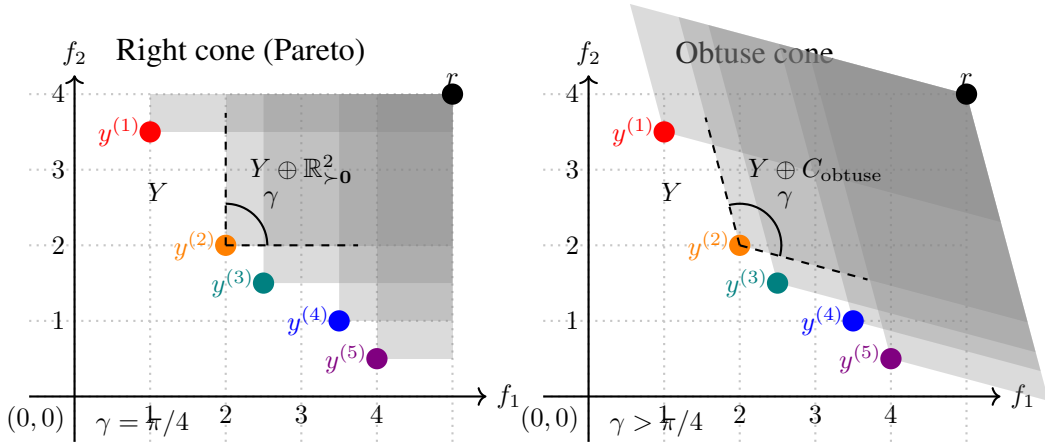 Right cone (Pareto)
f₂
r
4
y⁽¹⁾
3
Y ⊕ ℝ²≻𝟎
Y
γ
2
y⁽²⁾
y⁽³⁾
1
y⁽⁴⁾
y⁽⁵⁾
f₁
(0, 0)
1
2
3
4
γ = π/4
Obtuse cone
f₂
r
4
y⁽¹⁾
3
Y ⊕ C_obtuse
Y
γ
2
y⁽²⁾
y⁽³⁾
1
y⁽⁴⁾
y⁽⁵⁾
f₁
(0, 0)
1
2
3
4
γ > π/4